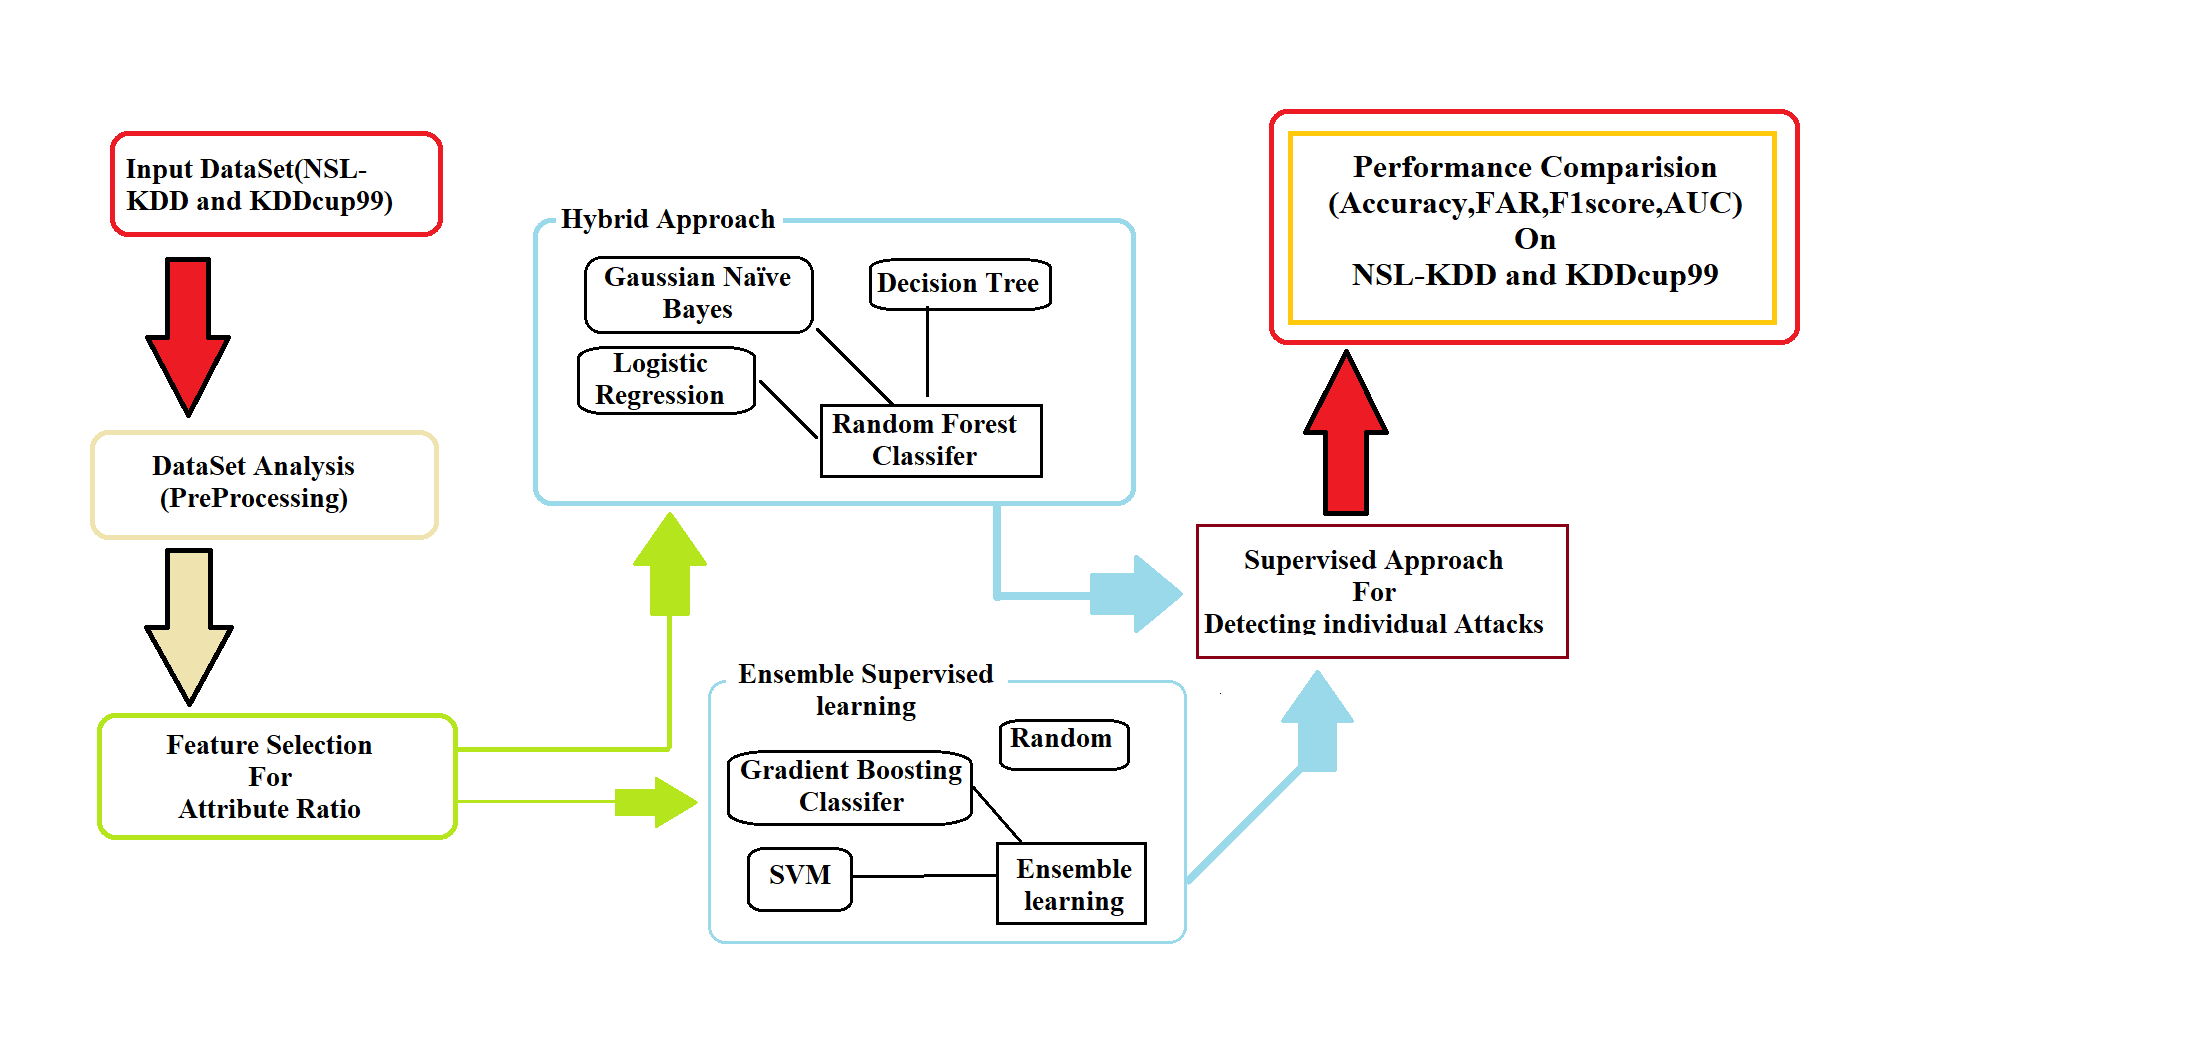 Input DataSet(NSL-
KDD and KDDcup99)
DataSet Analysis
(PreProcessing)
Feature Selection
For
Attribute Ratio
Hybrid Approach
Gaussian Naïve
Bayes
Decision Tree
Logistic
Regression
Random Forest
Classifer
Ensemble Supervised
learning
Random
Gradient Boosting
Classifer
SVM
Ensemble
learning
Supervised Approach
For
Detecting individual Attacks
Performance Comparision
(Accuracy,FAR,F1score,AUC)
On
NSL-KDD and KDDcup99